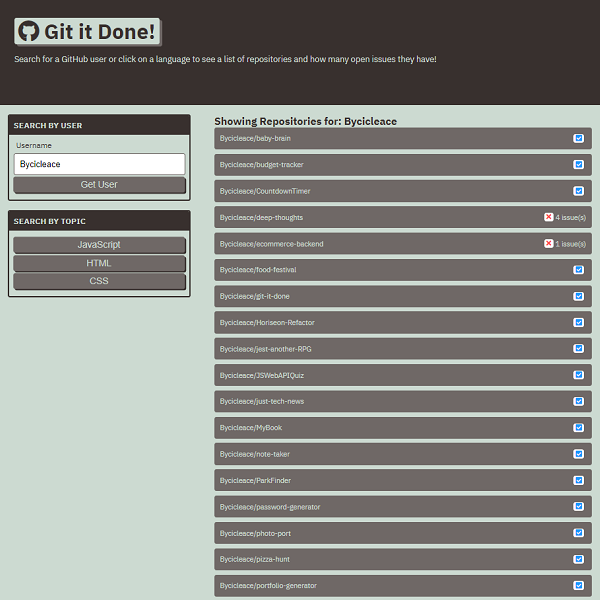 Git it Done!
Search for a GitHub user or click on a language to see a list of repositories and how many open issues they have!
SEARCH BY USER
Username
Bycicleace
Get User
SEARCH BY TOPIC
JavaScript
HTML
CSS
Showing Repositories for: Bycicleace
Bycicleace/baby-brain
Bycicleace/budget-tracker
Bycicleace/CountdownTimer
Bycicleace/deep-thoughts 4 issue(s)
Bycicleace/ecommerce-backend 1 issue(s)
Bycicleace/food-festival
Bycicleace/git-it-done
Bycicleace/Horiseon-Refactor
Bycicleace/jest-another-RPG
Bycicleace/JSWebAPIQuiz
Bycicleace/just-tech-news
Bycicleace/MyBook
Bycicleace/note-taker
Bycicleace/ParkFinder
Bycicleace/password-generator
Bycicleace/photo-port
Bycicleace/pizza-hunt
Bycicleace/portfolio-generator